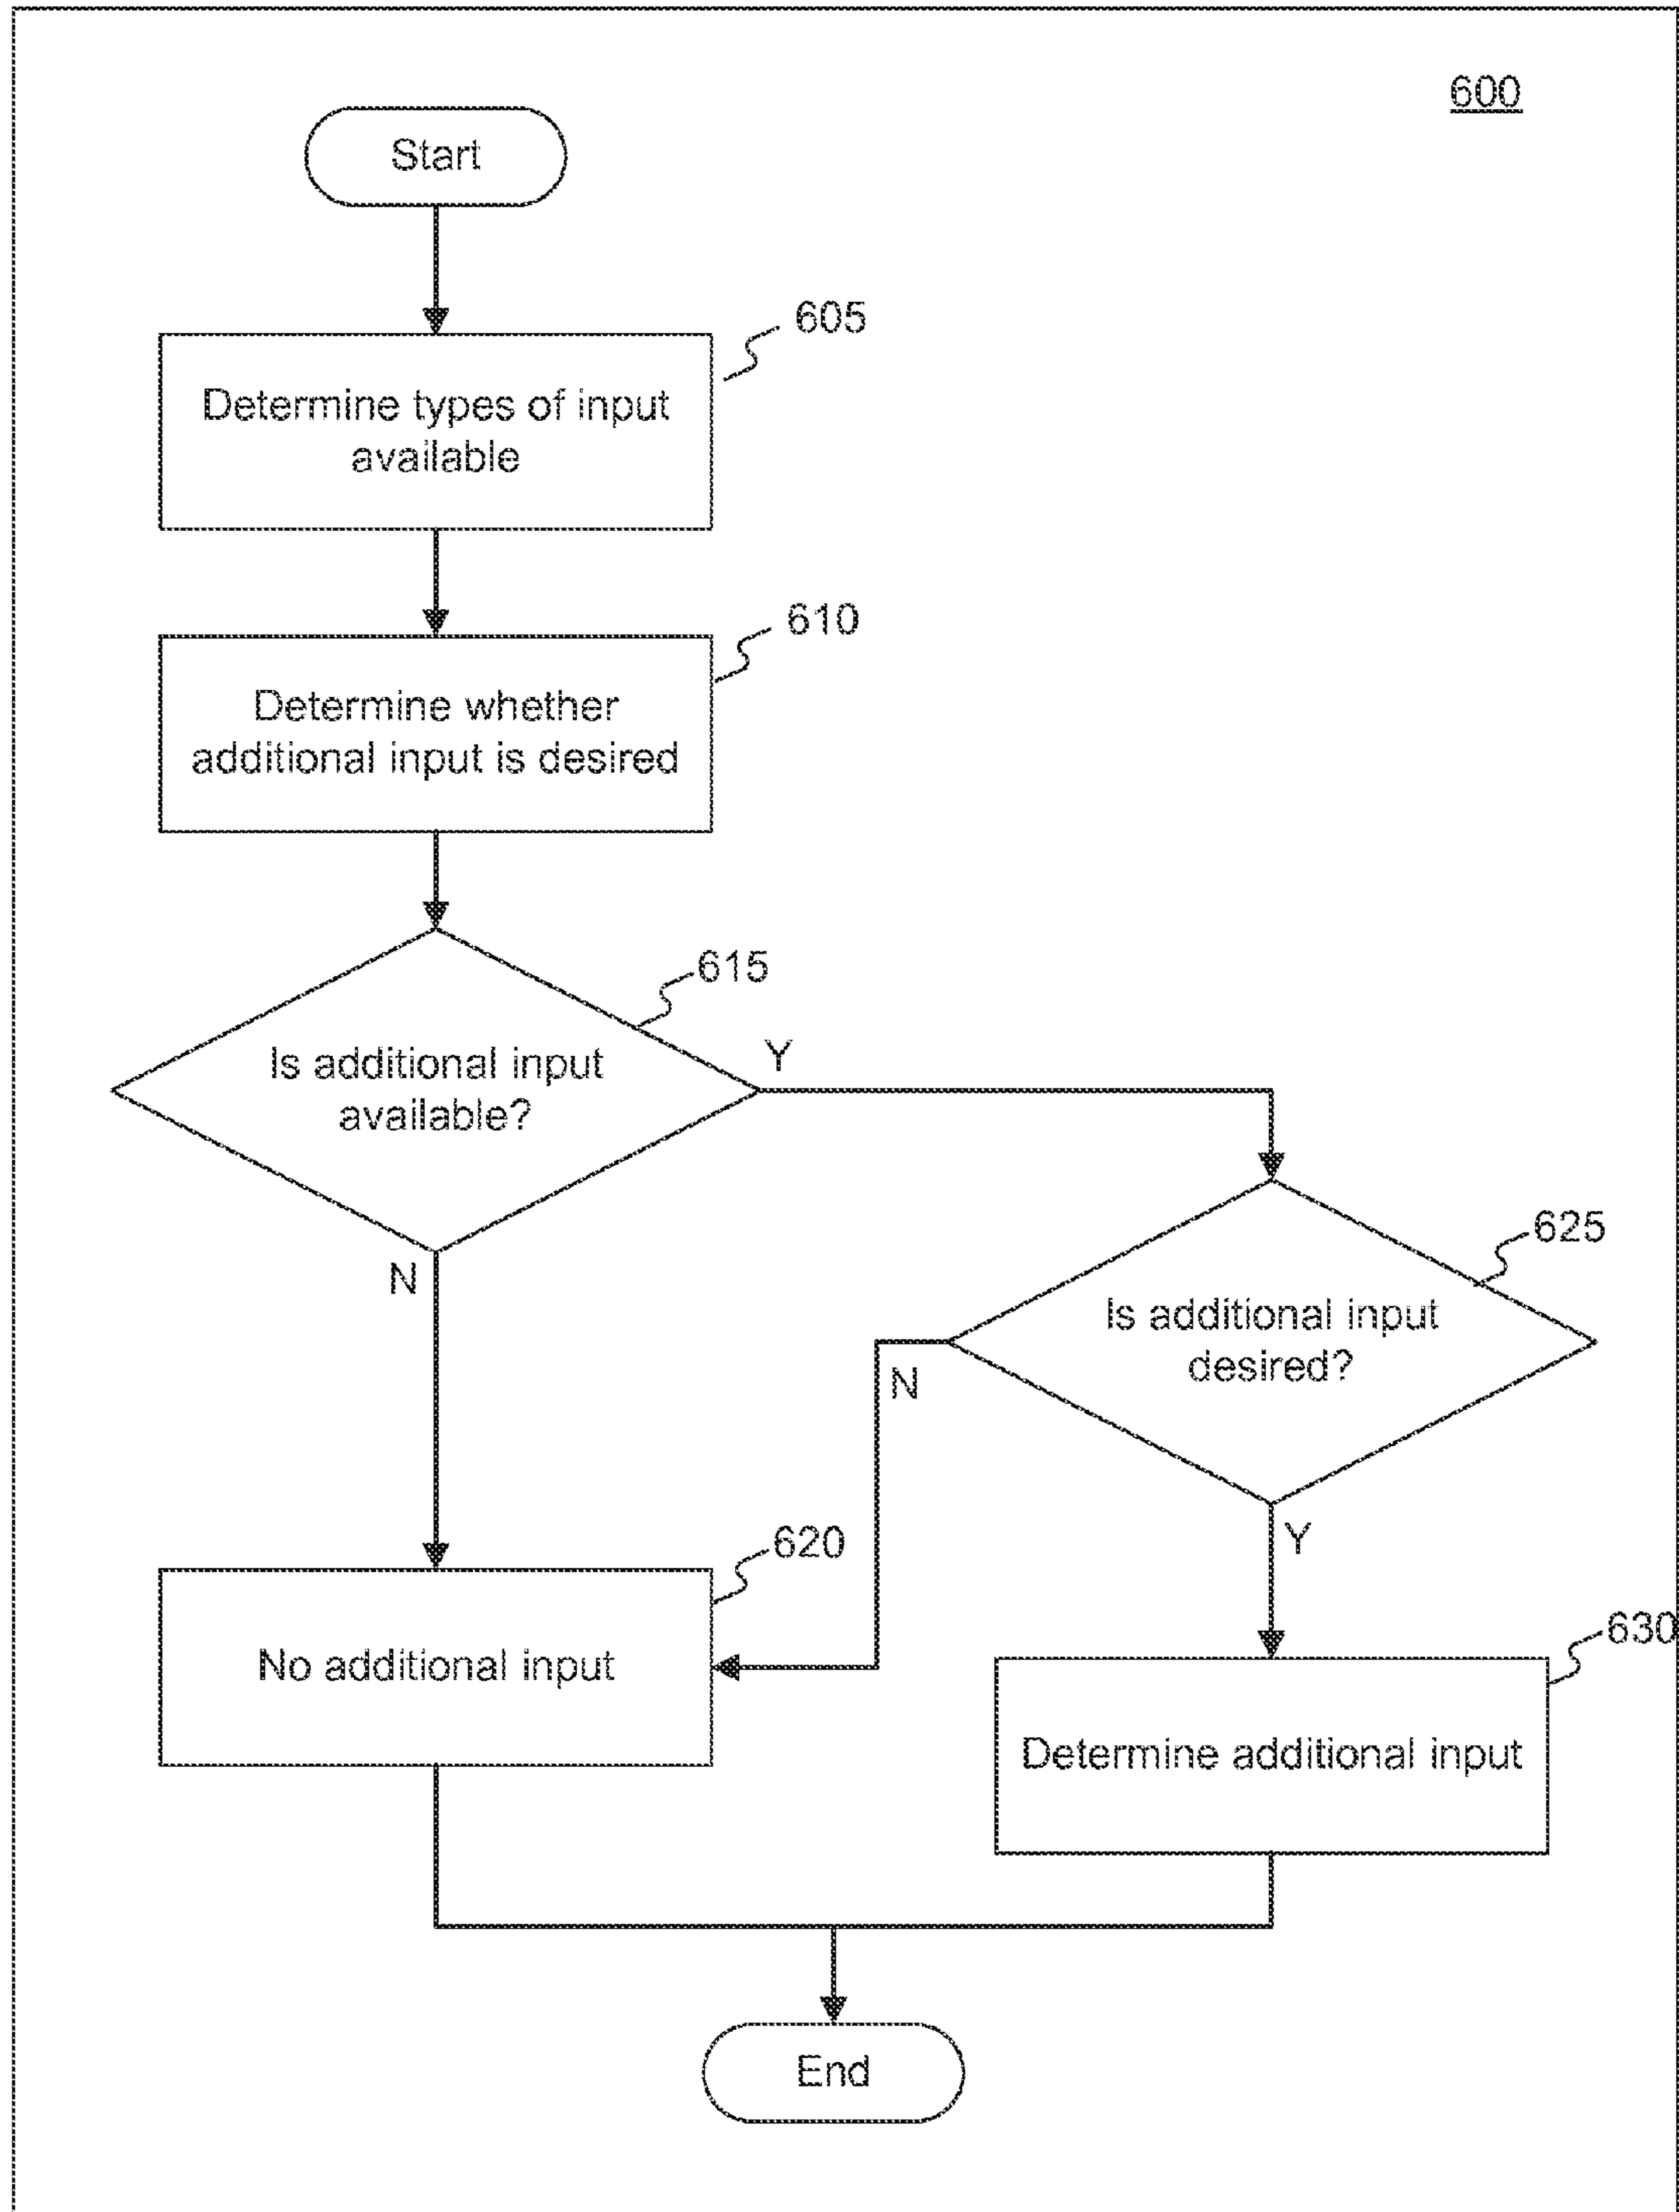 600
Start
605
Determine types of input
available
610
Determine whether
additional input is desired
615
Is additional input
available?
Y
N
625
Is additional input
desired?
N
Y
620
No additional input
630
Determine additional input
End